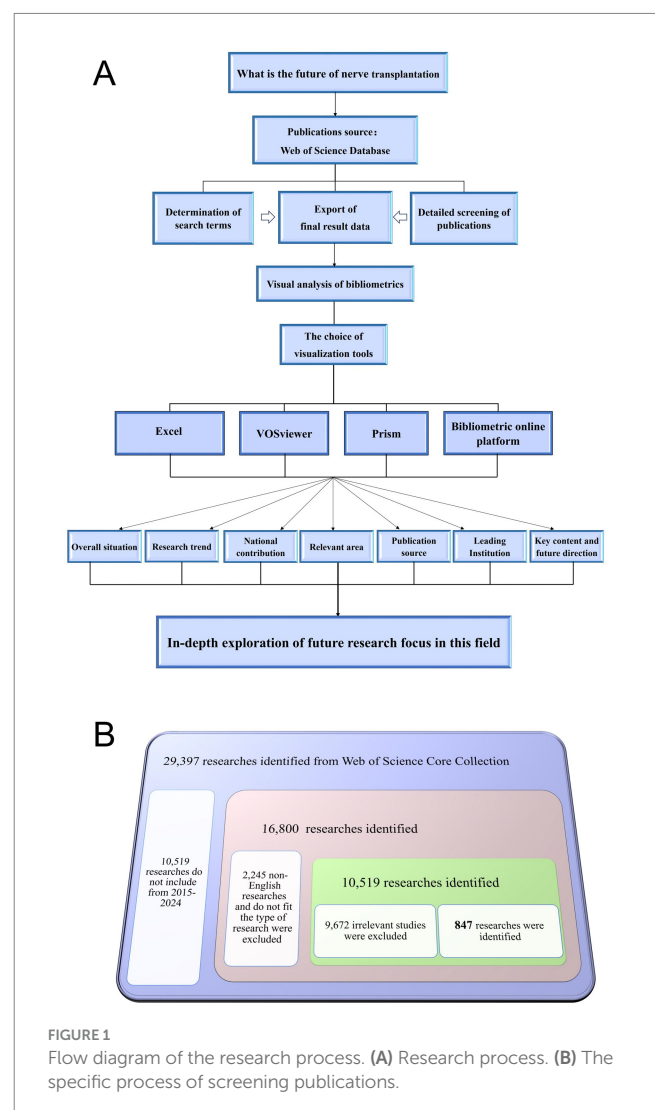 A
What is the future of nerve transplantation
Publications source:
Web of Science Database
Determination of
search terms
Export of
final result data
Detailed screening of
publications
Visual analysis of bibliometrics
The choice of
visualization tools
Excel
VOSviewer
Prism
Bibliometric online
platform
Overall situation
Research trend
National
contribution
Relevant area
Publication
source
Leading
Institution
Key content and
future direction
In-depth exploration of future research focus in this field
B
29,397 researches identified from Web of Science Core Collection
10,519
researches do
not include
from 2015-
2024
16,800 researches identified
2,245 non-
English
researches
and do not fit
the type of
research were
excluded
10,519 researches identified
9,672 irrelevant studies
were excluded
847 researches were
identified
FIGURE 1
Flow diagram of the research process. (A) Research process. (B) The
specific process of screening publications.